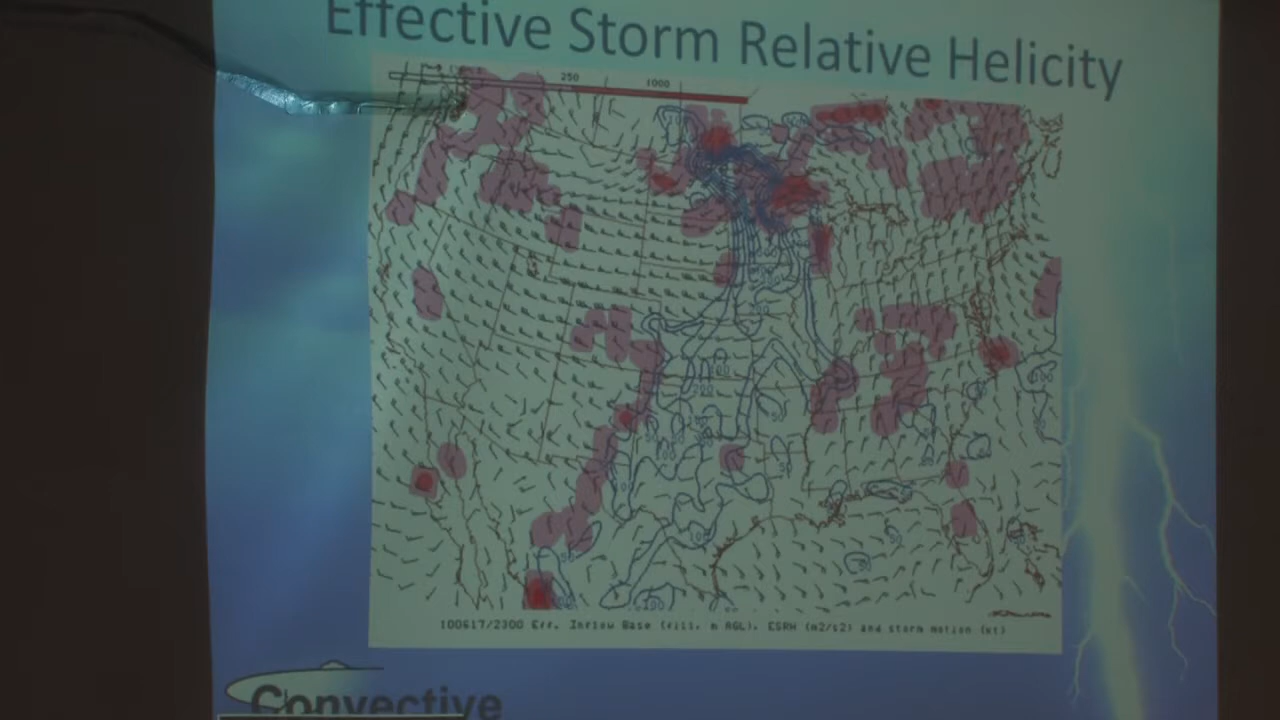 Effective Storm Relative Helicity
250 1000
100617/2300 Eff. Inflow Base (fill, m AGL), ESRH (m2/s2) and storm motion (kt)
Convective